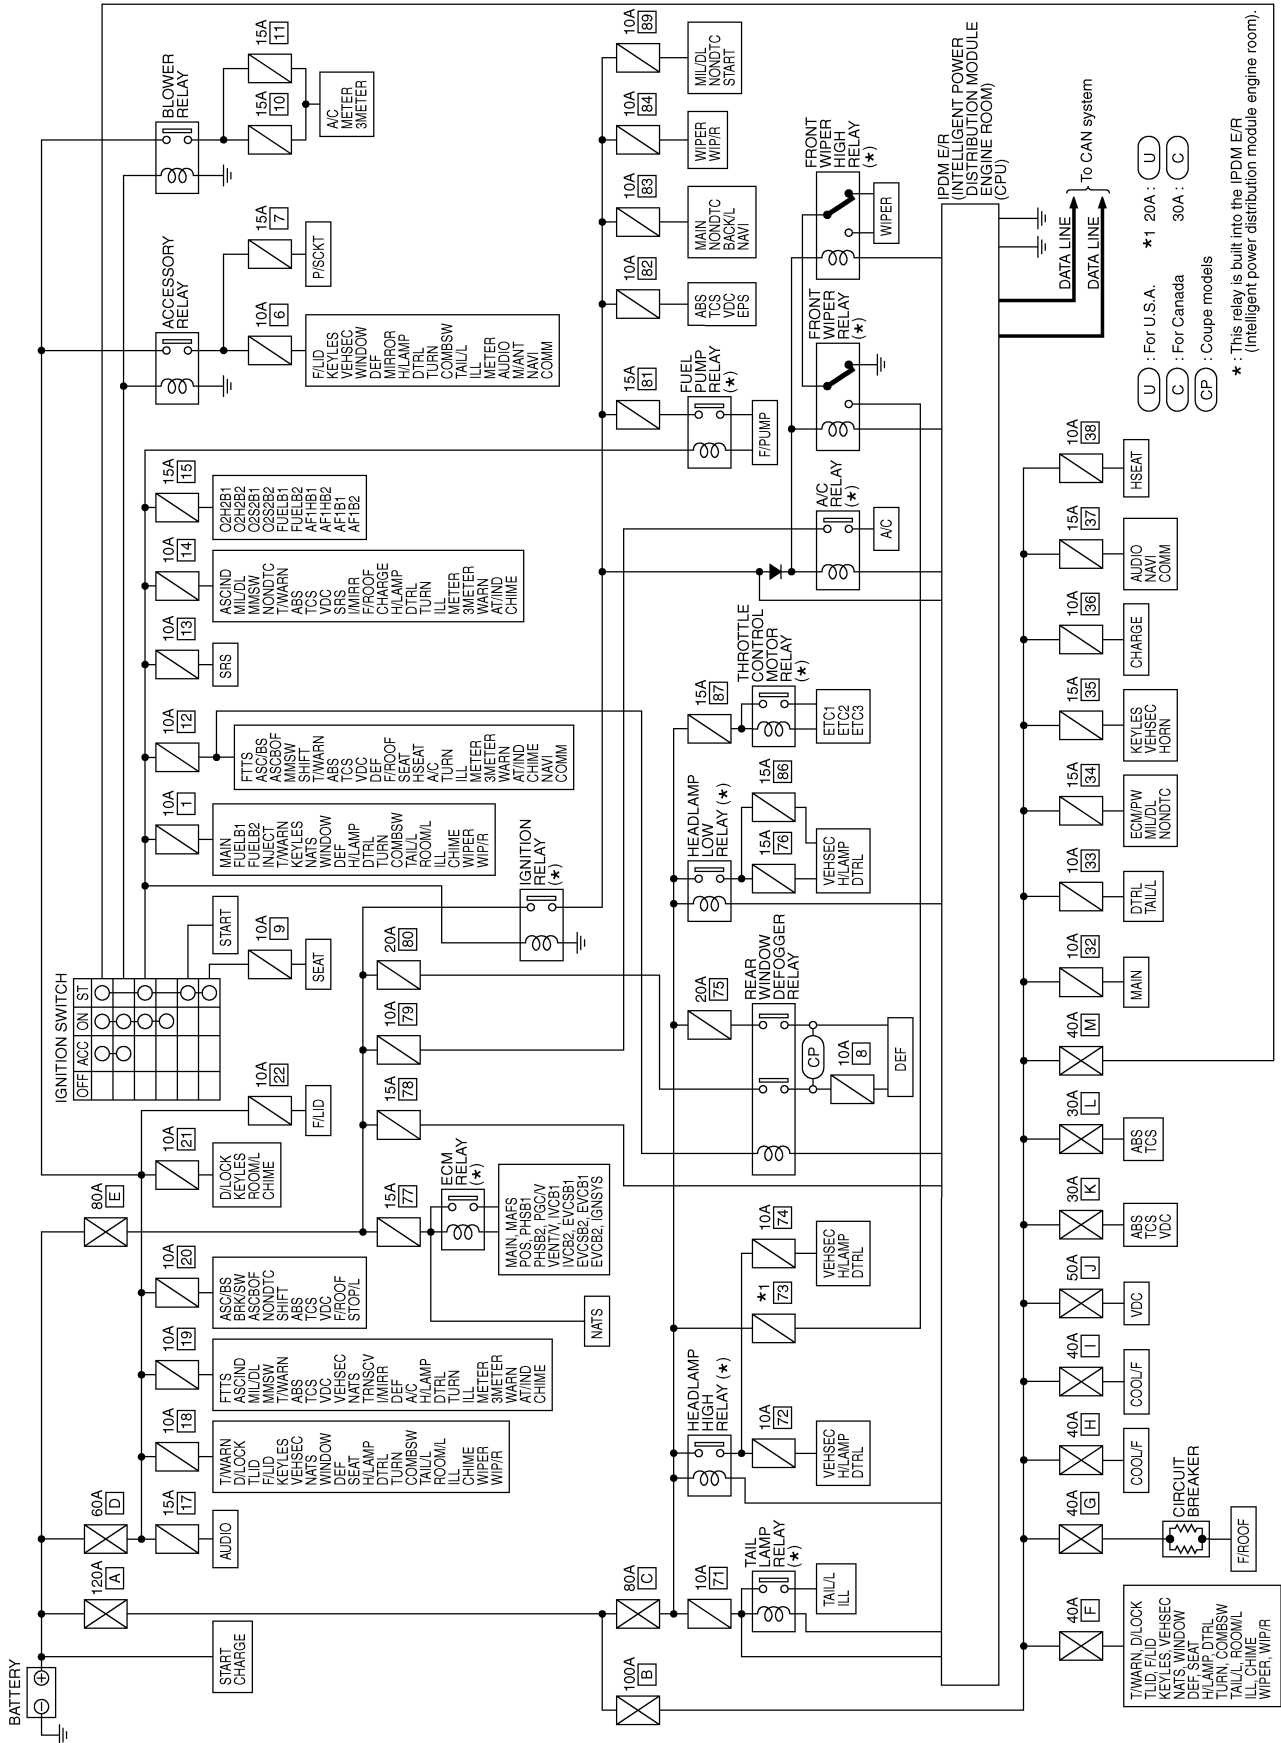 BATTERY
START
CHARGE
120A
A
60A
D
15A
17
AUDIO
10A
18
T/WARN
D/LOCK
TLID
F/LID
KEYLES
VEHSEC
NATS
WINDOW
DEF
SEAT
H/LAMP
DTRL
TURN
COMBSW
TAIL/L
ROOM/L
ILL
CHIME
WIPER
WIP/R
10A
19
FTTS
ASCIND
MIL/DL
MMSW
T/WARN
ABS
TCS
VDC
VEHSEC
NATS
TRNSCV
I/MIRR
DEF
A/C
H/LAMP
DTRL
TURN
ILL
METER
3METER
WARN
AT/IND
CHIME
10A
20
ASC/BS
BRK/SW
ASCBOF
NONDTC
SHIFT
ABS
TCS
VDC
F/ROOF
STOP/L
80A
E
10A
21
D/LOCK
KEYLES
ROOM/L
CHIME
10A
22
F/LID
IGNITION SWITCH
OFF ACC ON ST
START
10A
9
SEAT
10A
1
MAIN
FUELB1
FUELB2
INJECT
T/WARN
KEYLES
NATS
WINDOW
DEF
H/LAMP
DTRL
TURN
COMBSW
TAIL/L
ROOM/L
ILL
CHIME
WIPER
WIP/R
10A
12
FTTS
ASC/BS
ASCBOF
MMSW
SHIFT
T/WARN
ABS
TCS
VDC
DEF
F/ROOF
SEAT
HSEAT
A/C
TURN
ILL
METER
3METER
WARN
AT/IND
CHIME
NAVI
COMM
10A
13
SRS
10A
14
ASCIND
MIL/DL
MMSW
NONDTC
T/WARN
ABS
TCS
VDC
SRS
I/MIRR
F/ROOF
CHARGE
H/LAMP
DTRL
TURN
ILL
METER
3METER
WARN
AT/IND
CHIME
15A
15
O2H2B1
O2H2B2
O2S2B1
O2S2B2
FUELB1
FUELB2
AF1HB1
AF1HB2
AF1B1
AF1B2
ACCESSORY
RELAY
10A
6
F/LID
KEYLES
VEHSEC
WINDOW
DEF
MIRROR
H/LAMP
DTRL
TURN
COMBSW
TAIL/L
ILL
METER
AUDIO
M/ANT
NAVI
COMM
15A
7
P/SCKT
BLOWER
RELAY
15A
10
15A
11
A/C
METER
3METER
15A
77
ECM
RELAY
(*)
MAIN, MAFS
POS, PHSB1
PHSB2, PGC/V
VENT/V, IVCB1
IVCB2, EVCSB1
EVCSB2, EVCB1
EVCB2, IGNSYS
NATS
15A
78
10A
79
20A
80
IGNITION
RELAY
(*)
100A
B
80A
C
10A
71
TAIL
LAMP
RELAY
(*)
TAIL/L
ILL
HEADLAMP
HIGH
RELAY (*)
10A
72
VEHSEC
H/LAMP
DTRL
*1
73
10A
74
VEHSEC
H/LAMP
DTRL
20A
75
REAR
WINDOW
DEFOGGER
RELAY
CP
10A
8
DEF
HEADLAMP
LOW
RELAY (*)
15A
76
15A
86
VEHSEC
H/LAMP
DTRL
15A
87
THROTTLE
CONTROL
MOTOR
RELAY
(*)
ETC1
ETC2
ETC3
A/C
RELAY
(*)
A/C
15A
81
FUEL
PUMP
RELAY
(*)
F/PUMP
10A
82
ABS
TCS
VDC
EPS
10A
83
MAIN
NONDTC
BACK/L
NAVI
10A
84
WIPER
WIP/R
10A
89
MIL/DL
NONDTC
START
FRONT
WIPER
RELAY
(*)
FRONT
WIPER
HIGH
RELAY
(*)
WIPER
IPDM E/R
(INTELLIGENT POWER
DISTRIBUTION MODULE
ENGINE ROOM)
(CPU)
DATA LINE
DATA LINE
To CAN system
40A
F
T/WARN, D/LOCK
TLID, F/LID
KEYLES, VEHSEC
NATS, WINDOW
DEF, SEAT
H/LAMP, DTRL
TURN, COMBSW
TAIL/L, ROOM/L
ILL, CHIME
WIPER, WIP/R
40A
G
CIRCUIT
BREAKER
F/ROOF
40A
H
COOL/F
40A
I
COOL/F
50A
J
VDC
30A
K
ABS
TCS
VDC
30A
L
ABS
TCS
40A
M
10A
32
MAIN
10A
33
DTRL
TAIL/L
15A
34
ECM/PW
MIL/DL
NONDTC
15A
35
KEYLES
VEHSEC
HORN
10A
36
CHARGE
15A
37
AUDIO
NAVI
COMM
10A
38
HSEAT
U : For U.S.A.
C : For Canada
CP : Coupe models
*1 20A : U
30A : C
* : This relay is built into the IPDM E/R
(Intelligent power distribution module engine room).